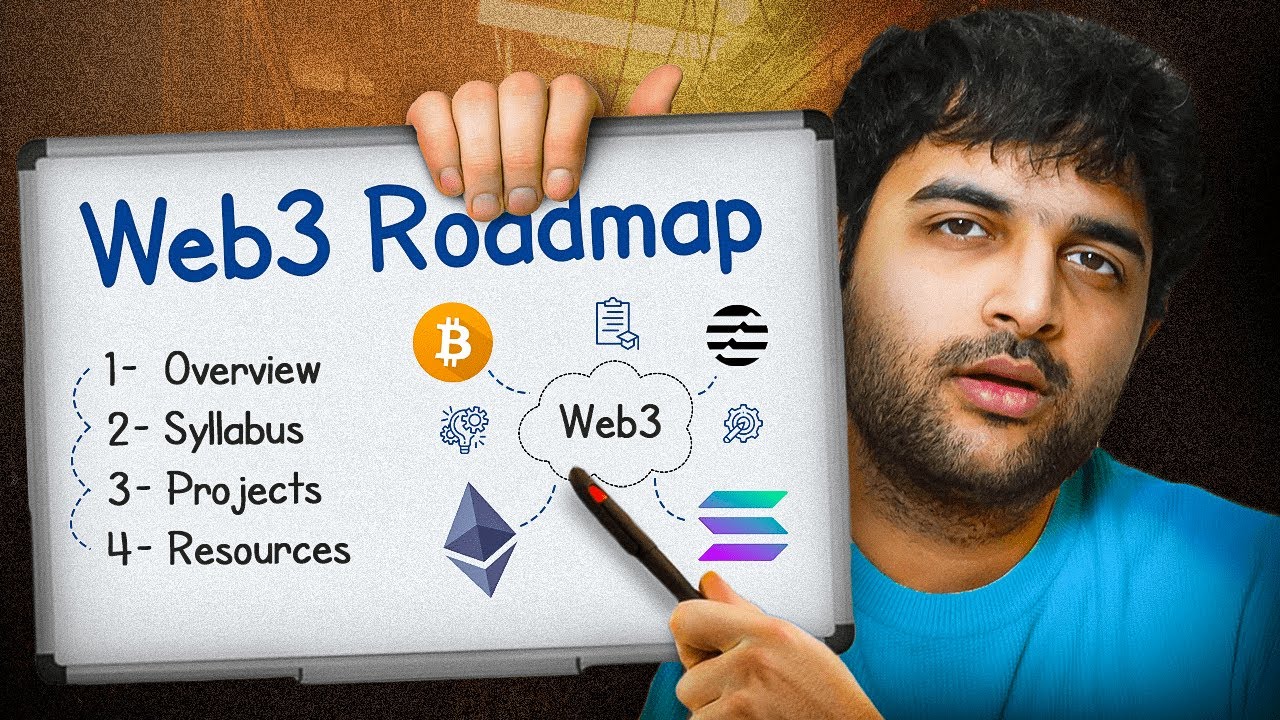 Web3 Roadmap
1- Overview
2- Syllabus
3- Projects
4- Resources
Web3